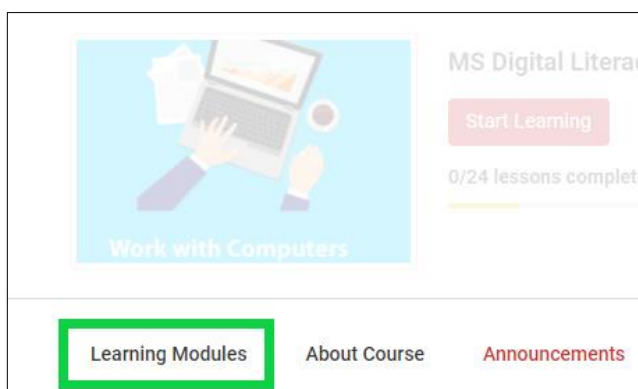 MS Digital Litera
Start Learning
0/24 lessons complet
Work with Computers
Learning Modules
About Course
Announcements